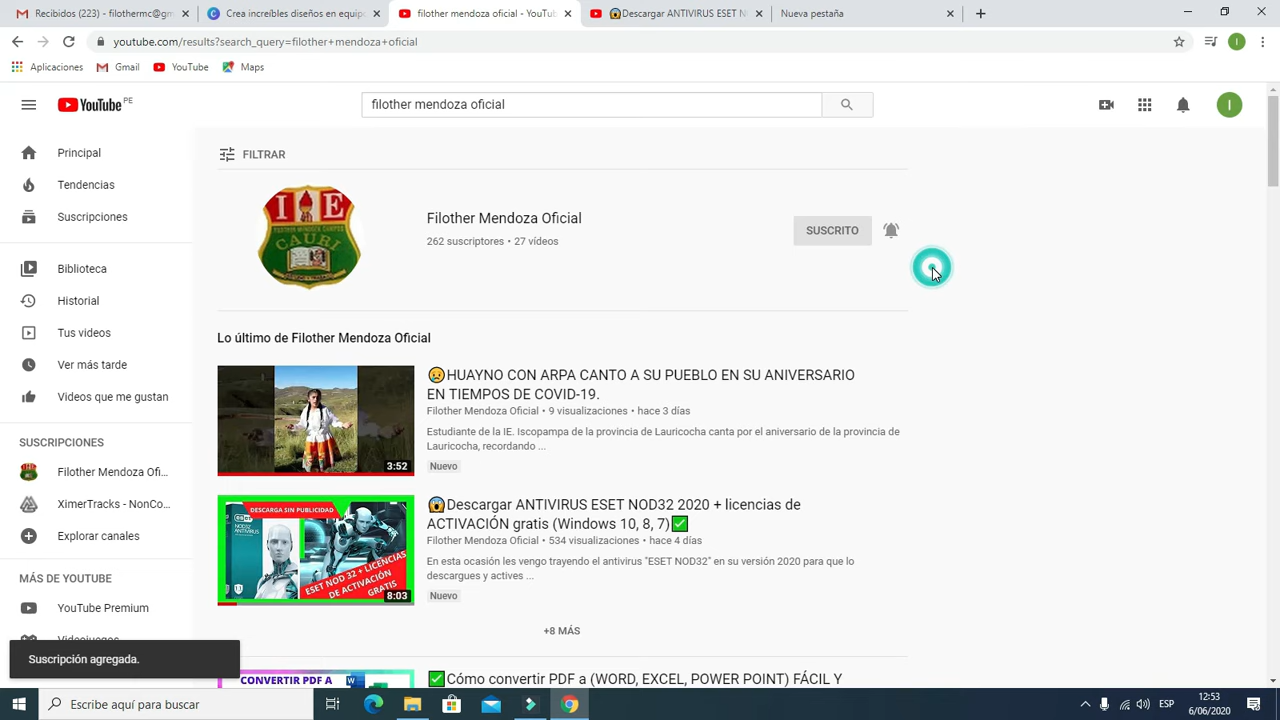 Recibidos (19) - filotherm@gm
Crea increíbles diseños en equip
filother mendoza oficial - YouTu
😱Descargar ANTIVIRUS ESET N
Nueva pestaña
youtube.com/results?search_query=filother+mendoza+oficial
I
Aplicaciones
Gmail
YouTube
Maps
YouTube PE
filother mendoza oficial
I
Principal
Tendencias
Suscripciones
Biblioteca
Historial
Tus videos
Ver más tarde
Videos que me gustan
SUSCRIPCIONES
Filother Mendoza Ofi...
XimerTracks - NonCo...
Explorar canales
MÁS DE YOUTUBE
YouTube Premium
Videojuegos
Suscripción agregada.
FILTRAR
I E
CAURI
Filother Mendoza Oficial
262 suscriptores • 27 vídeos
SUSCRITO
Lo último de Filother Mendoza Oficial
3:52
😥HUAYNO CON ARPA CANTO A SU PUEBLO EN SU ANIVERSARIO
EN TIEMPOS DE COVID-19.
Filother Mendoza Oficial • 9 visualizaciones • hace 3 días
Estudiante de la IE. Iscopampa de la provincia de Lauricocha canta por el aniversario de la provincia de
Lauricocha, recordando ...
Nuevo
DESCARGA SIN PUBLICIDAD
ESET NOD 32 + LICENCIAS
DE ACTIVACIÓN
GRATIS
8:03
😱Descargar ANTIVIRUS ESET NOD32 2020 + licencias de
ACTIVACIÓN gratis (Windows 10, 8, 7)✅
Filother Mendoza Oficial • 534 visualizaciones • hace 4 días
En esta ocasión les vengo trayendo el antivirus "ESET NOD32" en su versión 2020 para que lo
descargues y actives ...
Nuevo
+8 MÁS
CONVERTIR PDF A
✅Cómo convertir PDF a (WORD, EXCEL, POWER POINT) FÁCIL Y
Escribe aquí para buscar
ESP
12:53
6/06/2020